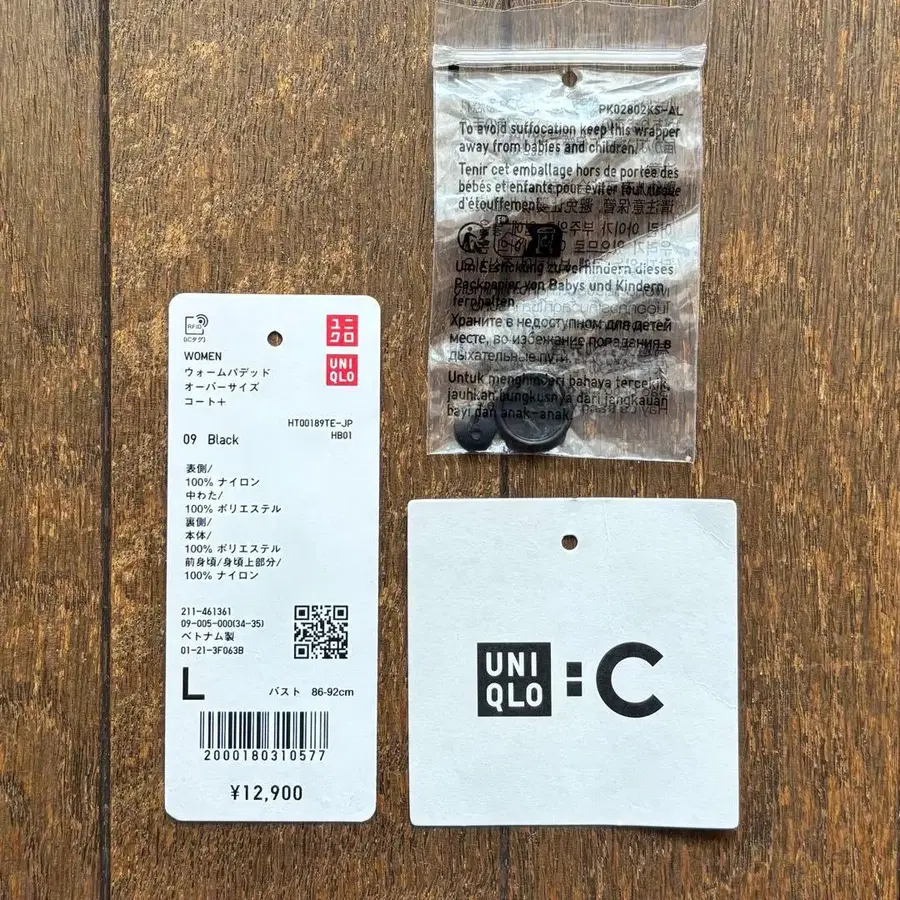 RFID
(ICタグ)
ユニ
クロ
UNI
QLO
WOMEN
ウォームパデッド
オーバーサイズ
コート+
HT00189TE-JP
HB01
09 Black
表側/
100% ナイロン
中わた/
100% ポリエステル
裏側/
本体/
100% ポリエステル
前身頃/身頃上部分/
100% ナイロン
211-461361
09-005-000(34-35)
ベトナム製
01-21-3F063B
L バスト 86-92cm
2000180310577
¥12,900
PK02802KS-AL
To avoid suffocation keep this wrapper
away from babies and children.
Tenir cet emballage hors de portée des
bébés et enfants pour éviter tout risque
d'étouffement.
Um Erstickung zu verhindern dieses
Packpapier von Babys und Kindern
fernhalten.
Храните в недоступном для детей
месте, во избежание попадания в
дыхательные пути.
Untuk menghindari bahaya tercekik,
jauhkan bungkusnya dari jangkauan
bayi dan anak-anak.
UNI
QLO : C